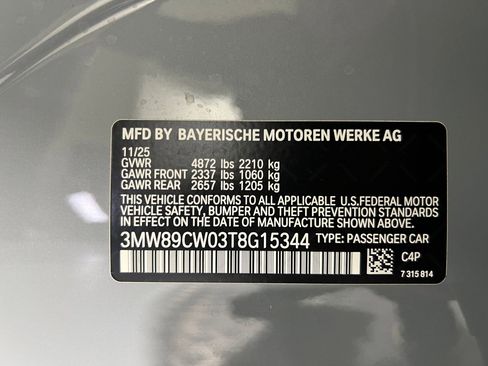 MFD BY BAYERISCHE MOTOREN WERKE AG
11/25
GVWR 4872 lbs 2210 kg
GAWR FRONT 2337 lbs 1060 kg
GAWR REAR 2657 lbs 1205 kg
THIS VEHICLE CONFORMS TO ALL APPLICABLE U.S.FEDERAL MOTOR
VEHICLE SAFETY, BUMPER AND THEFT PREVENTION STANDARDS
IN EFFECT ON THE DATE OF MANUFACTURE SHOWN ABOVE.
3MW89CW03T8G15344 TYPE: PASSENGER CAR
C4P
7 315 814